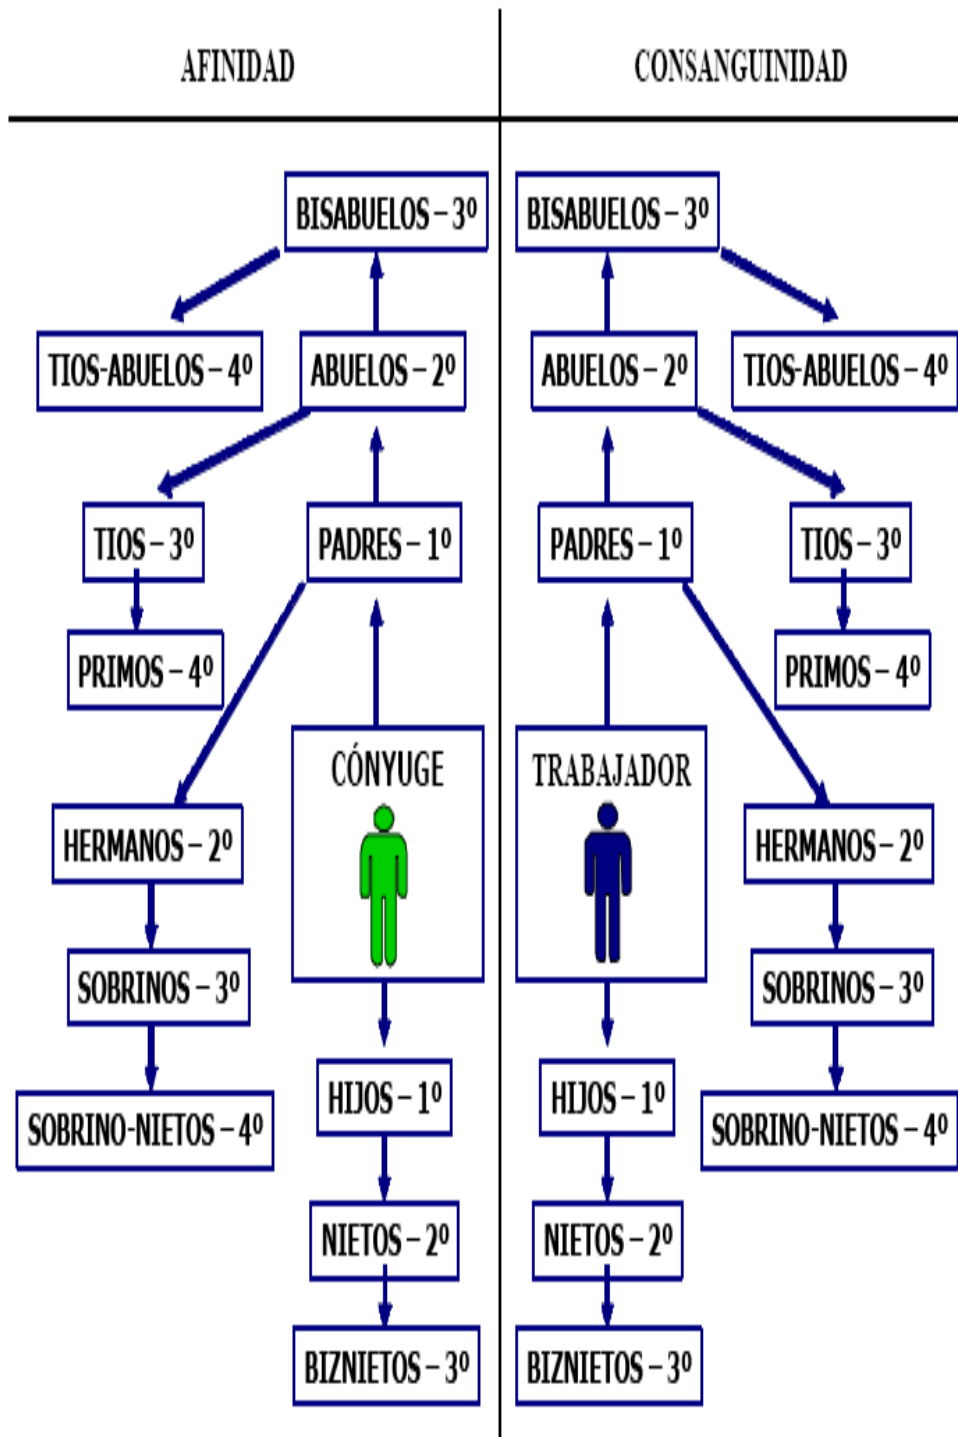 AFINIDAD
CONSANGUINIDAD
BISABUELOS – 3º
BISABUELOS – 3º
TIOS-ABUELOS – 4º
ABUELOS – 2º
ABUELOS – 2º
TIOS-ABUELOS – 4º
TIOS – 3º
PADRES – 1º
PADRES – 1º
TIOS – 3º
PRIMOS – 4º
PRIMOS – 4º
CÓNYUGE
TRABAJADOR
HERMANOS – 2º
HERMANOS – 2º
SOBRINOS – 3º
SOBRINOS – 3º
HIJOS – 1º
HIJOS – 1º
SOBRINO-NIETOS – 4º
SOBRINO-NIETOS – 4º
NIETOS – 2º
NIETOS – 2º
BIZNIETOS – 3º
BIZNIETOS – 3º